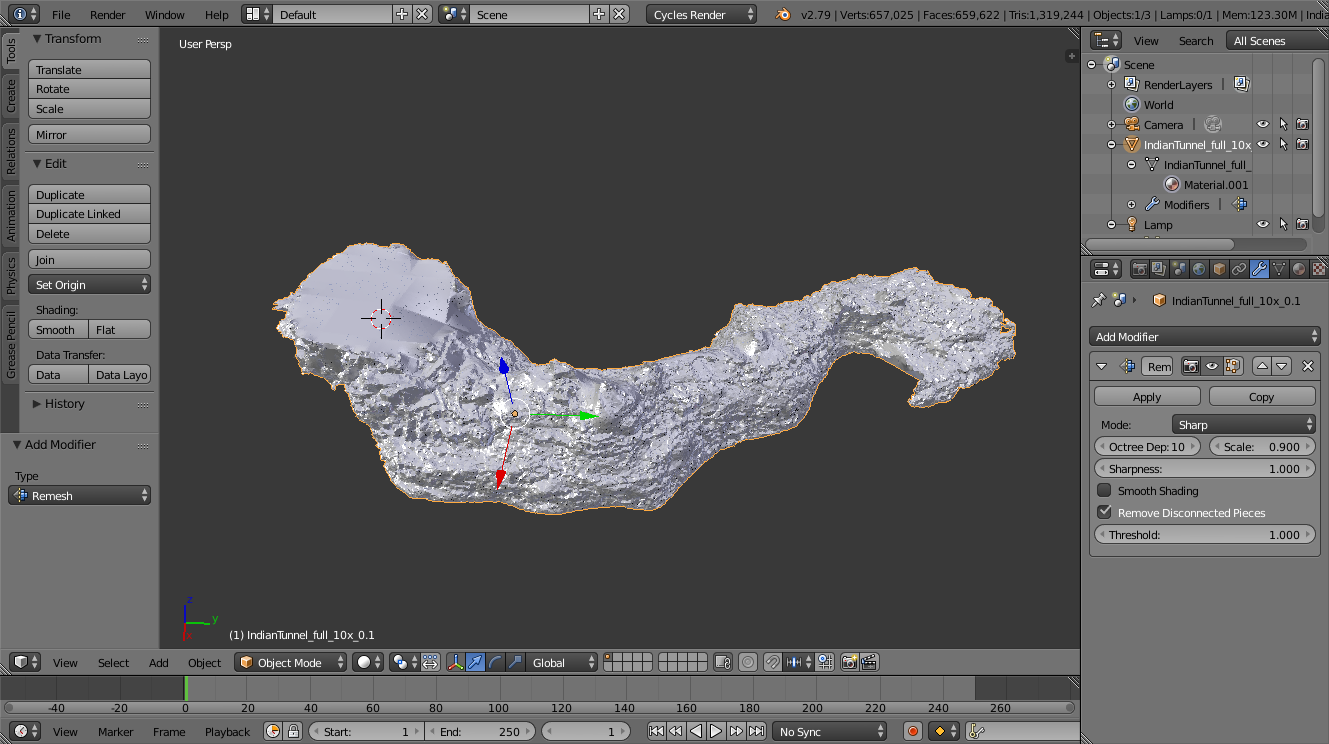 File Render Window Help Default Scene Cycles Render v2.79 | Verts:657,025 | Faces:659,622 | Tris:1,319,244 | Objects:1/3 | Lamps:0/1 | Mem:123.30M | India
Tools
Create
Relations
Animation
Physics
Grease Pencil
Transform
Translate
Rotate
Scale
Mirror
Edit
Duplicate
Duplicate Linked
Delete
Join
Set Origin
Shading:
Smooth Flat
Data Transfer:
Data Data Layo
History
Add Modifier
Type
Remesh
User Persp
z
y
x
(1) IndianTunnel_full_10x_0.1
View Search All Scenes
Scene
RenderLayers |
World
Camera |
IndianTunnel_full_10x
IndianTunnel_full_
Material.001
Modifiers |
Lamp
IndianTunnel_full_10x_0.1
Add Modifier
Rem
Apply Copy
Mode: Sharp
Octree Dep: 10 Scale: 0.900
Sharpness: 1.000
Smooth Shading
Remove Disconnected Pieces
Threshold: 1.000
View Select Add Object Object Mode Global
-40 -20 0 20 40 60 80 100 120 140 160 180 200 220 240 260
View Marker Frame Playback Start: 1 End: 250 1 No Sync